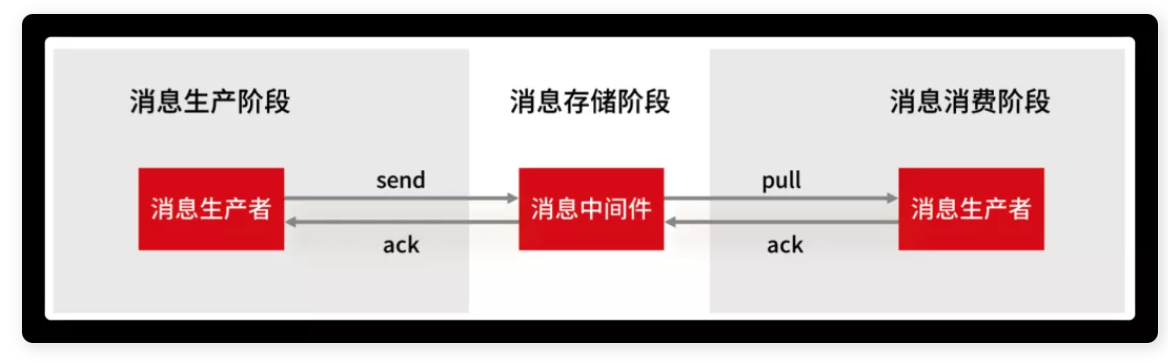 消息生产阶段
消息存储阶段
消息消费阶段
消息生产者
send
ack
消息中间件
pull
ack
消息生产者